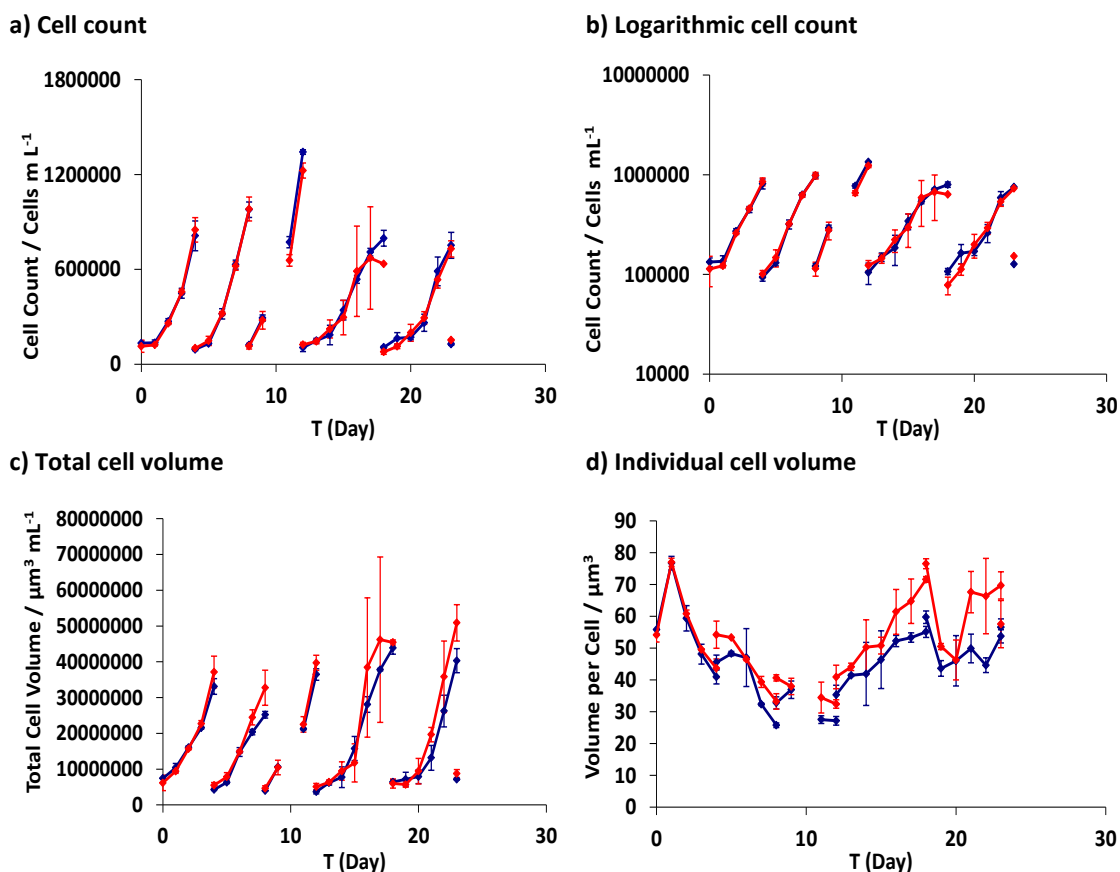 a) Cell count
Cell Count / Cells m L⁻¹
1800000
1200000
600000
0
0 10 20 30
T (Day)
b) Logarithmic cell count
Cell Count / Cells mL⁻¹
10000000
1000000
100000
10000
0 10 20 30
T (Day)
c) Total cell volume
Total Cell Volume / µm³ mL⁻¹
80000000
70000000
60000000
50000000
40000000
30000000
20000000
10000000
0
0 10 20 30
T (Day)
d) Individual cell volume
Volume per Cell / µm³
90
80
70
60
50
40
30
20
10
0
0 10 20 30
T (Day)